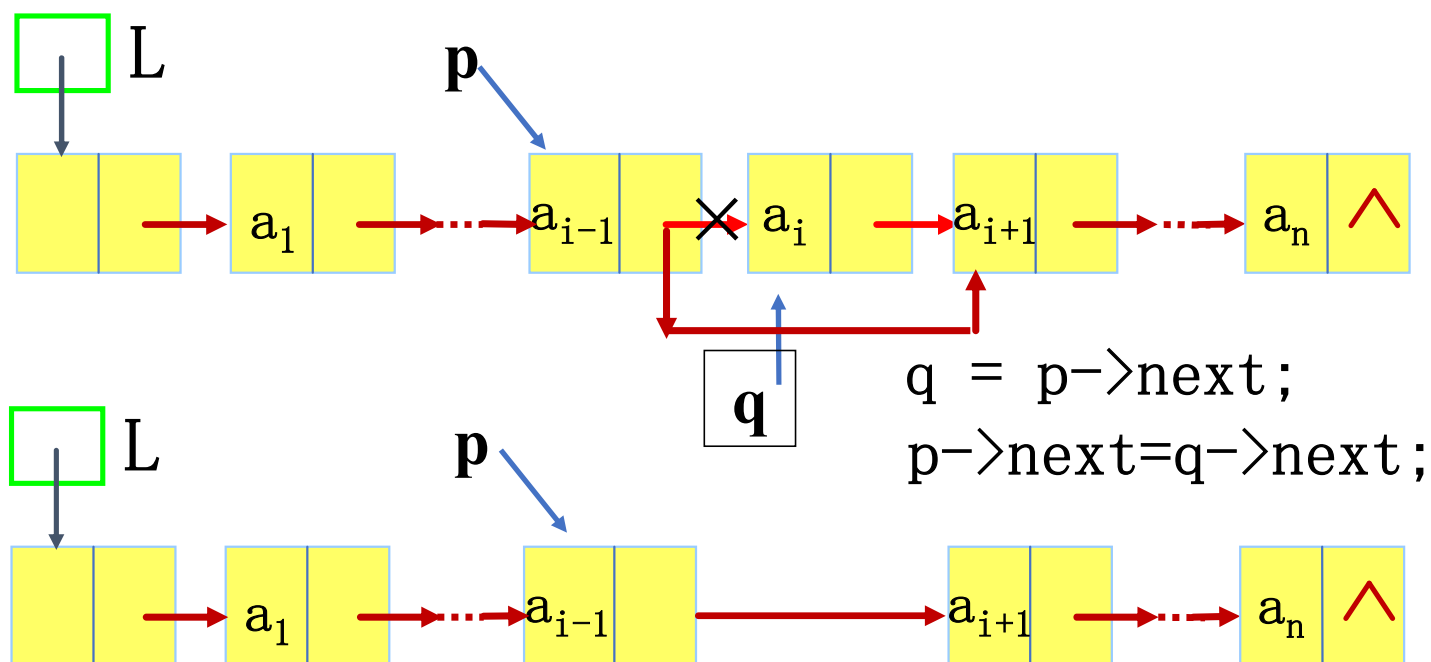 L
p
a₁ aᵢ₋₁ aᵢ aᵢ₊₁ aₙ ∧
q
q = p->next;
p->next=q->next;
L
p
a₁ aᵢ₋₁ aᵢ₊₁ aₙ ∧